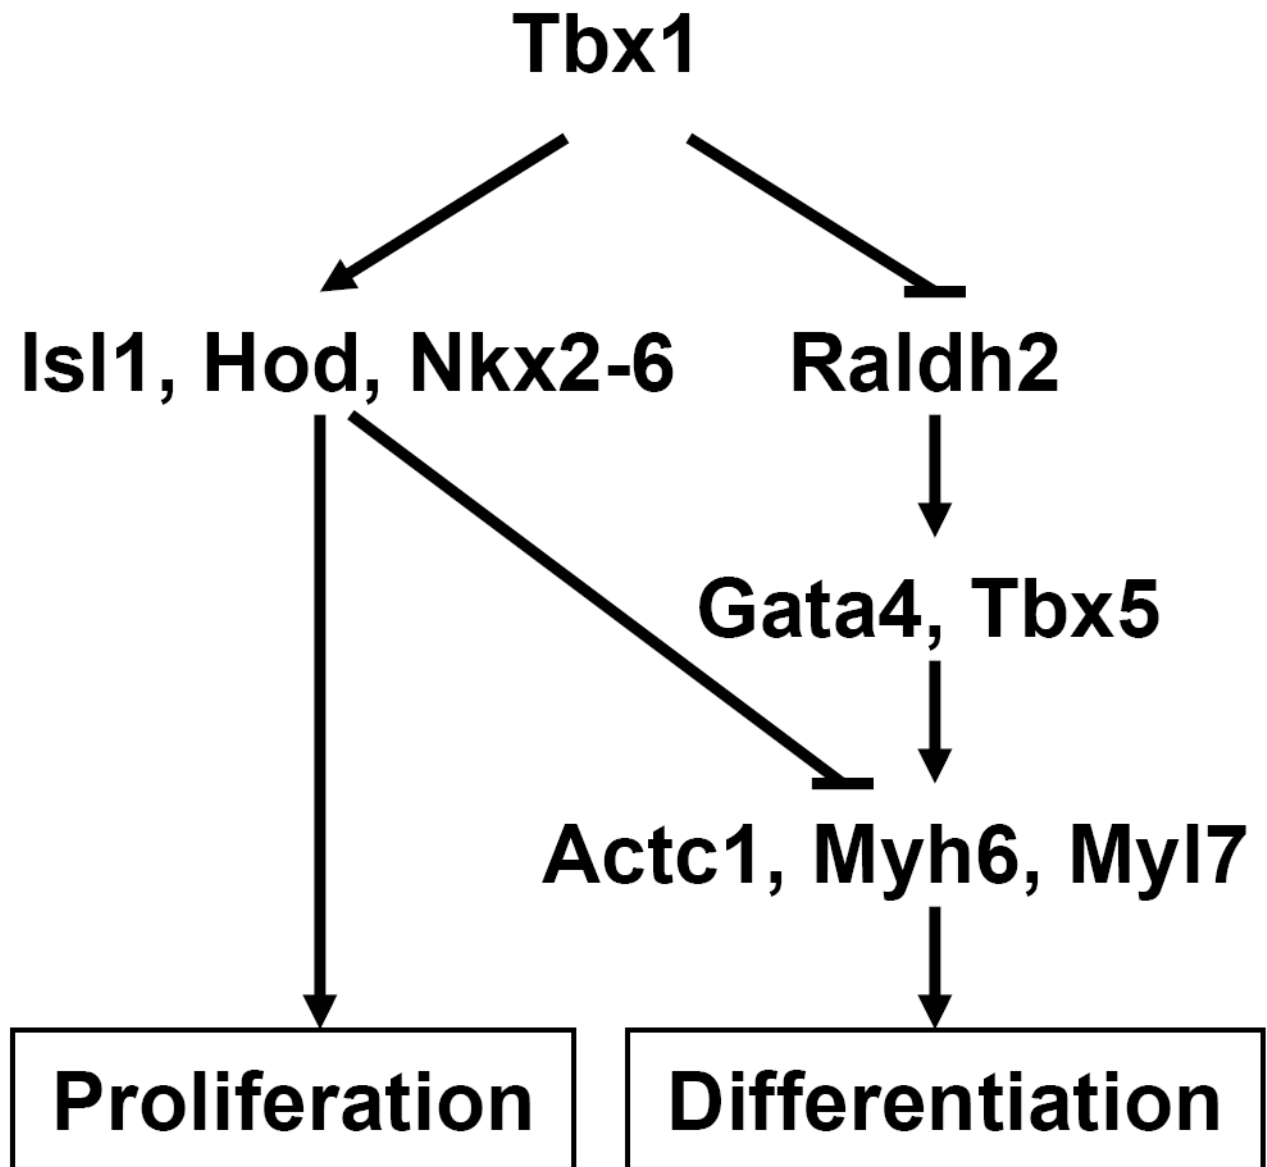 Tbx1
Isl1, Hod, Nkx2-6
Raldh2
Gata4, Tbx5
Actc1, Myh6, Myl7
Proliferation
Differentiation